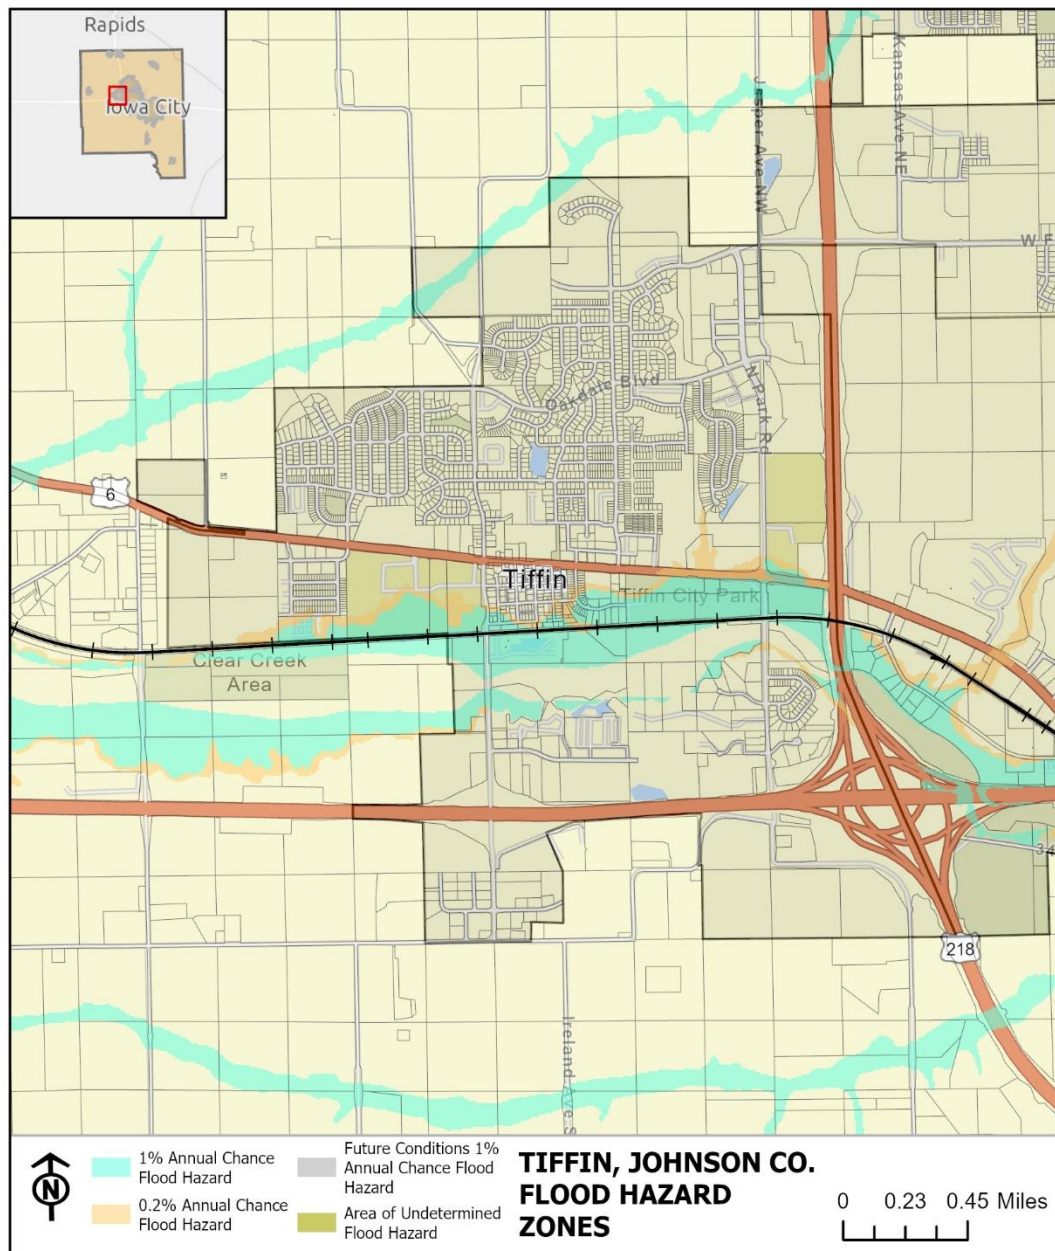 Rapids
Iowa City
Jasper Ave NW
Kansas Ave NE
W F
Oakdale Blvd
N Park Rd
6
Tiffin
Tiffin City Park
Clear Creek
Area
34
218
Ireland Ave S
N
1% Annual Chance
Flood Hazard
0.2% Annual Chance
Flood Hazard
Future Conditions 1%
Annual Chance Flood
Hazard
Area of Undetermined
Flood Hazard
TIFFIN, JOHNSON CO.
FLOOD HAZARD
ZONES
0 0.23 0.45 Miles